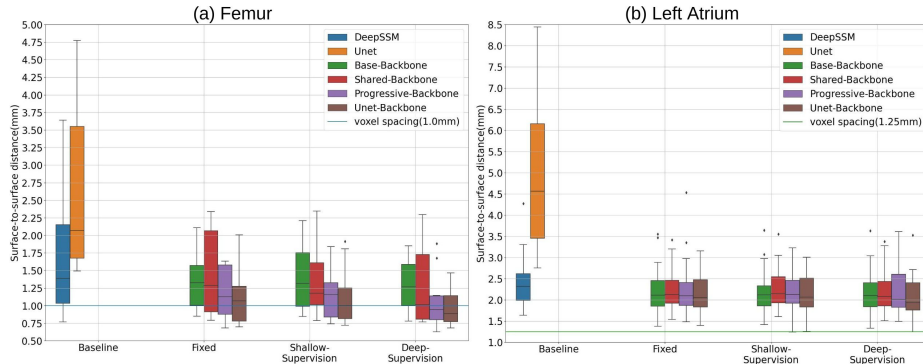 (a) Femur
Surface-to-surface distance(mm)
5.00
4.75
4.50
4.25
4.00
3.75
3.50
3.25
3.00
2.75
2.50
2.25
2.00
1.75
1.50
1.25
1.00
0.75
0.50
DeepSSM
Unet
Base-Backbone
Shared-Backbone
Progressive-Backbone
Unet-Backbone
voxel spacing(1.0mm)
Baseline
Fixed
Shallow-
Supervision
Deep-
Supervision
(b) Left Atrium
Surface-to-surface distance(mm)
8.5
8.0
7.5
7.0
6.5
6.0
5.5
5.0
4.5
4.0
3.5
3.0
2.5
2.0
1.5
1.0
DeepSSM
Unet
Base-Backbone
Shared-Backbone
Progressive-Backbone
Unet-Backbone
voxel spacing(1.25mm)
Baseline
Fixed
Shallow-
Supervision
Deep-
Supervision